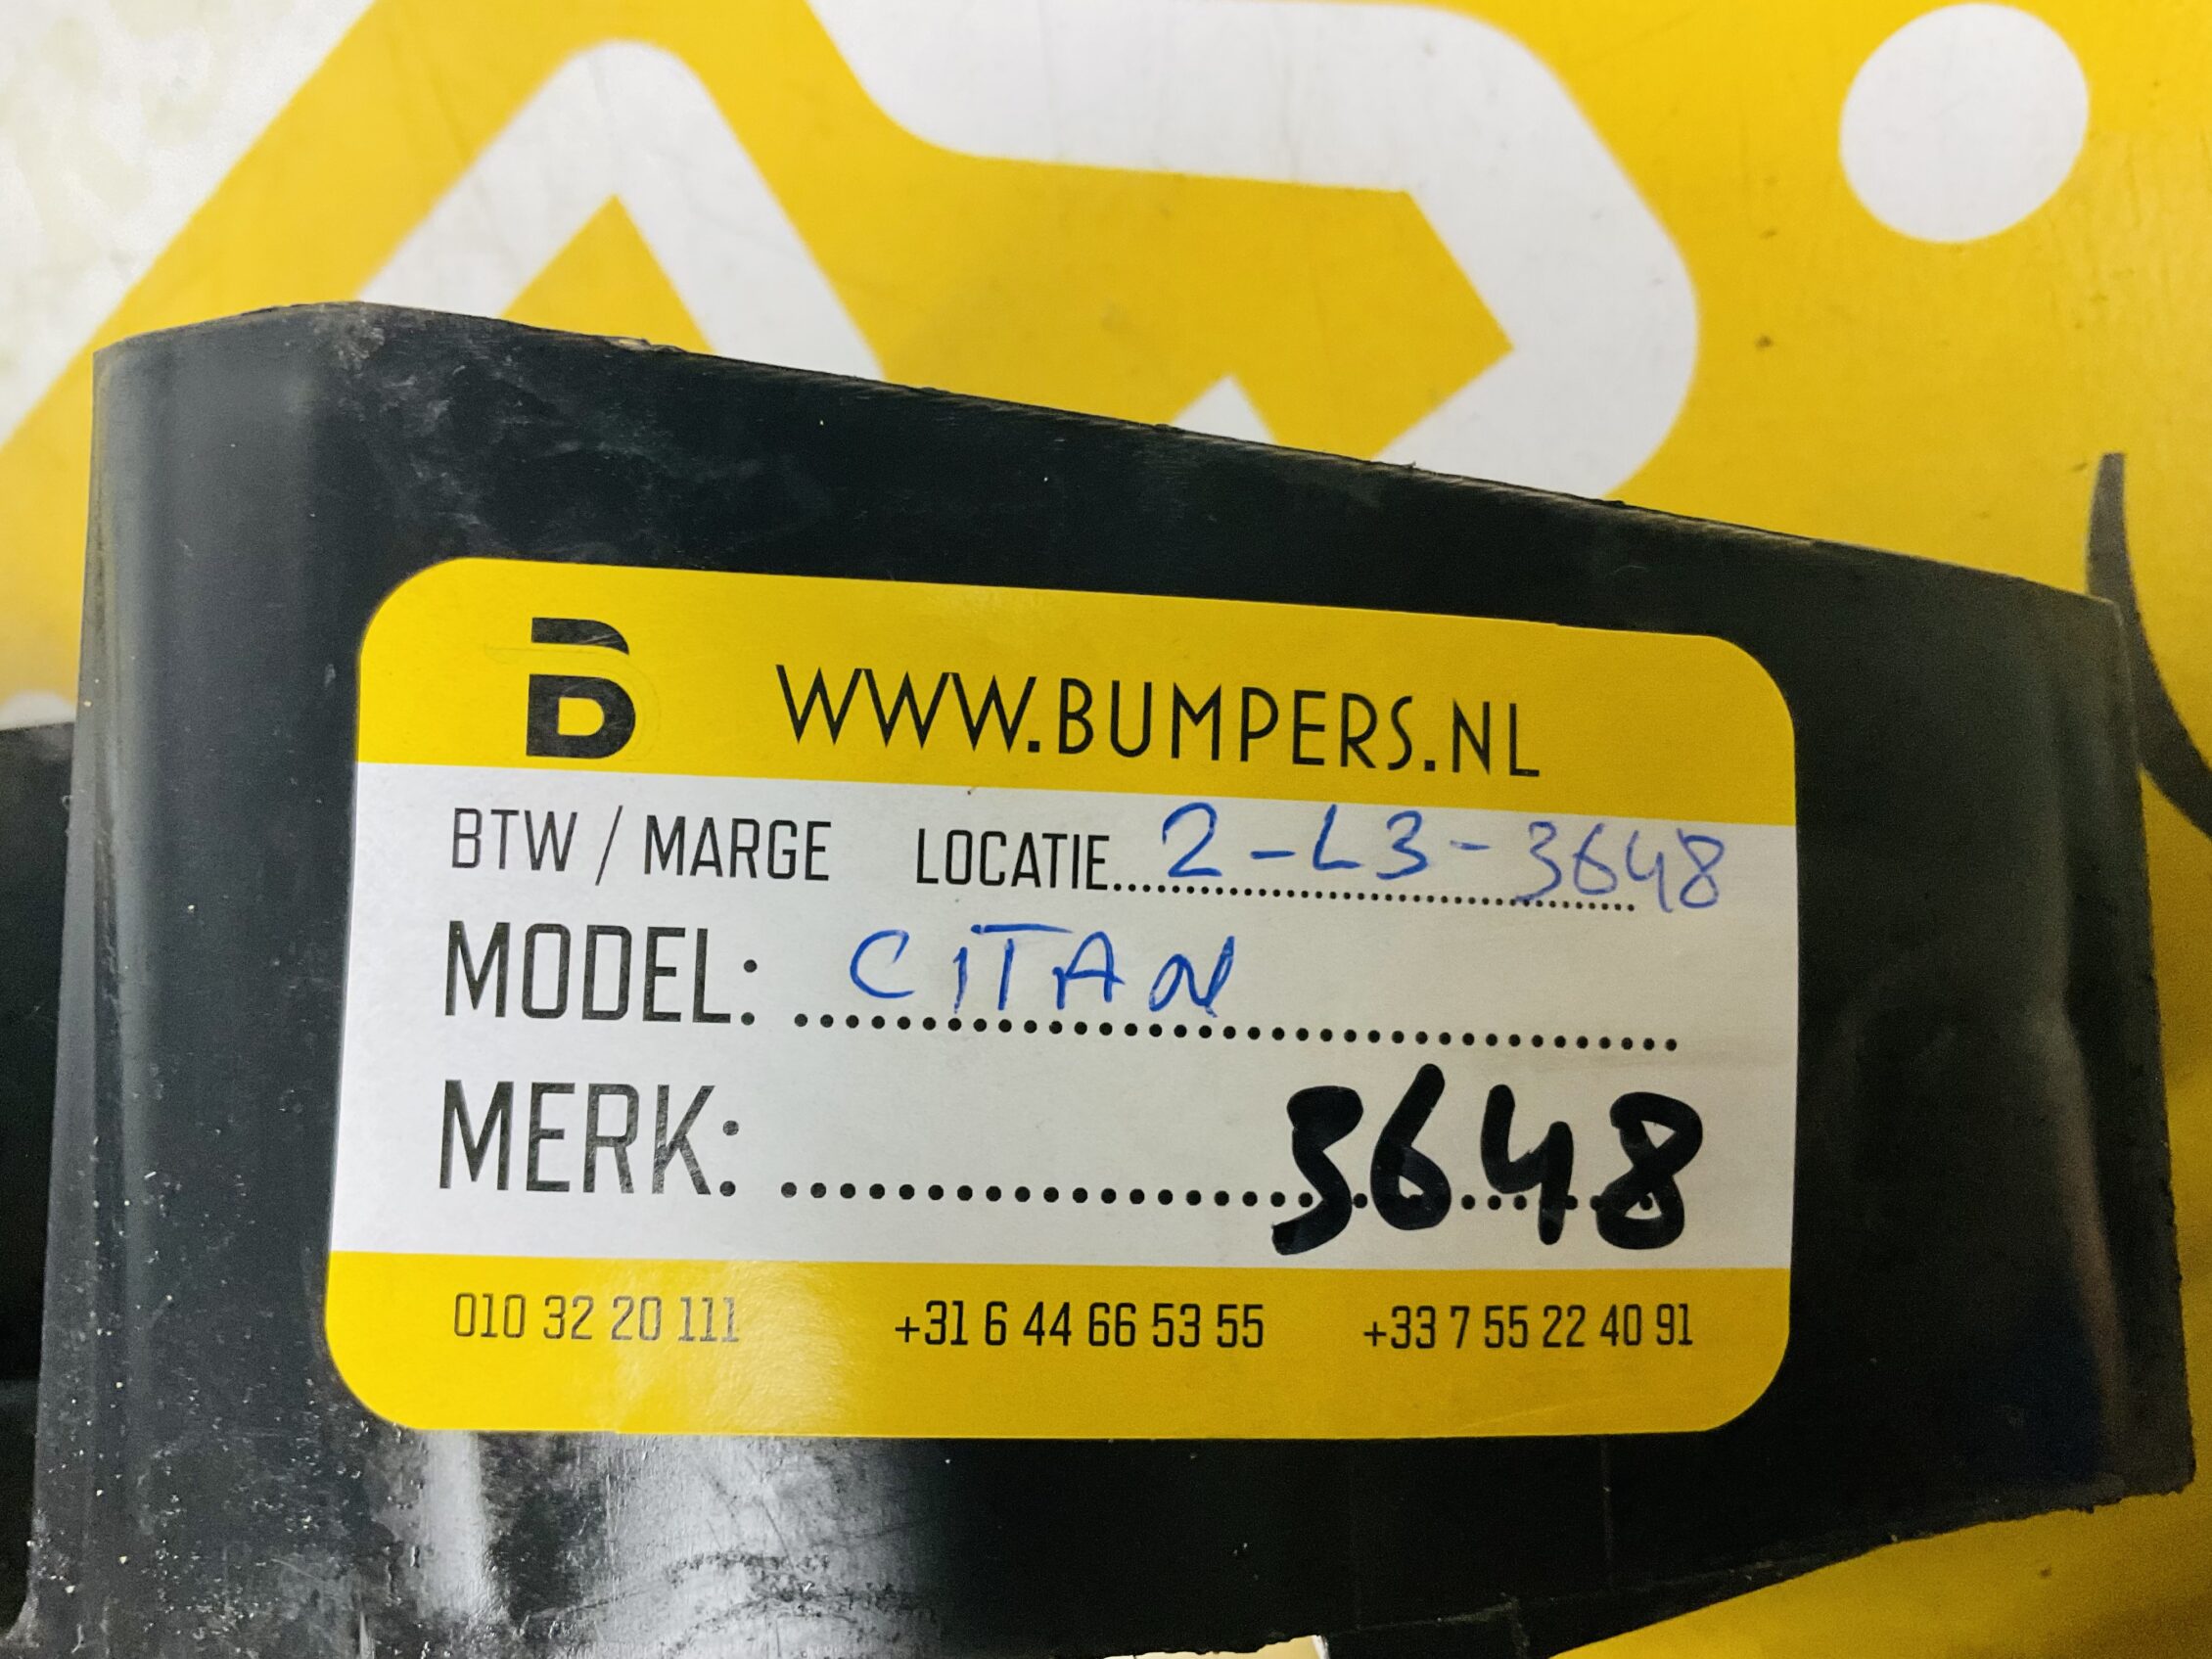 B WWW.BUMPERS.NL
BTW / MARGE LOCATIE 2-L3-3648
MODEL: CITAN
MERK: 3648
010 32 20 111 +31 6 44 66 53 55 +33 7 55 22 40 91